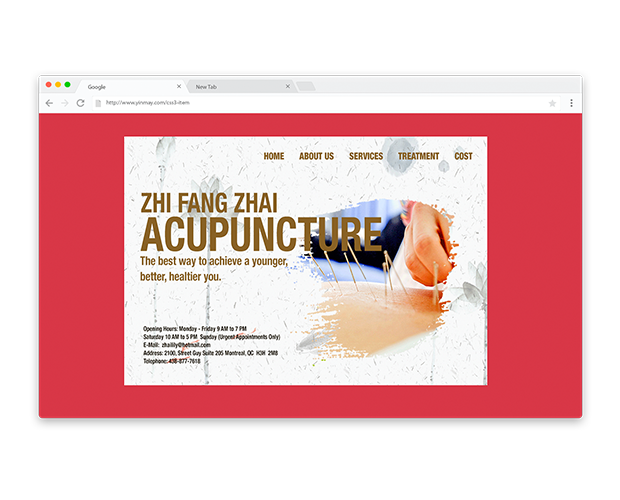 Google
New Tab
http://www.yinmay.com/css3-item
HOME ABOUT US SERVICES TREATMENT COST
ZHI FANG ZHAI
ACUPUNCTURE
The best way to achieve a younger,
better, healtier you.
Opening Hours: Monday - Friday 9 AM to 7 PM
Saturday 10 AM to 5 PM Sunday (Urgent Appointments Only)
E-Mail: zhailily@hotmail.com
Address: 2100, Street Guy Suite 205 Montreal, QC H3H 2M8
Telephone: 438-877-7618